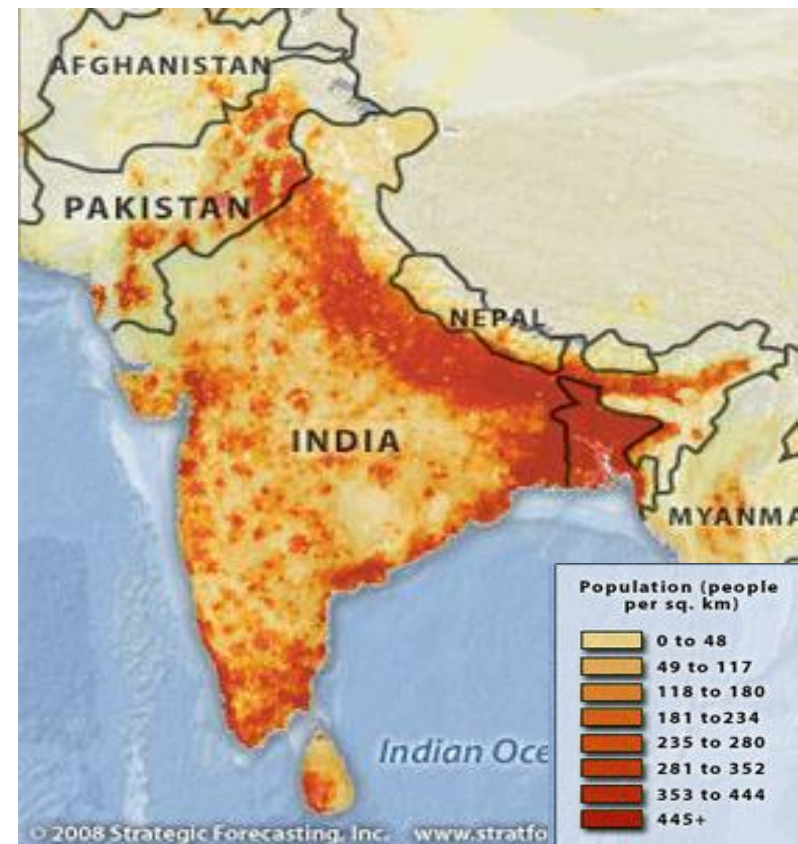 AFGHANISTAN
PAKISTAN
NEPAL
INDIA
MYANMA
Indian Oce
Population (people
per sq. km)
0 to 48
49 to 117
118 to 180
181 to234
235 to 280
281 to 352
353 to 444
445+
© 2008 Strategic Forecasting, Inc. www.stratfo